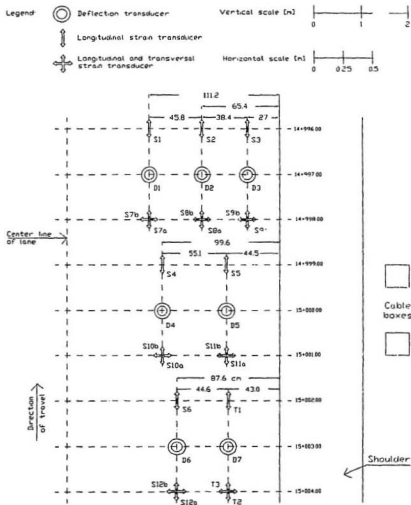 Legend:
Deflection transducer
Longitudinal strain transducer
Longitudinal and transversal
strain transducer
Vertical scale [m]
0 1 2
Horizontal scale [m]
0 0.25 0.5
111.2
65.4
45.8 38.4 27
14+996.00
S1 S2 S3
14+997.00
D1 D2 D3
S7b S8b S9b
14+998.00
S7a S8a
Center line
of lane
99.6
55.1 44.5
14+999.00
S4 S5
Cable
boxes
15+000.00
D4 D5
S10b S11b
15+001.00
S10a S11a
87.6 cm
44.6 43.0
15+002.00
S6 T1
Direction
of travel
15+003.00
D6 D7
Shoulder
S12b T3
15+004.00
S12a T2